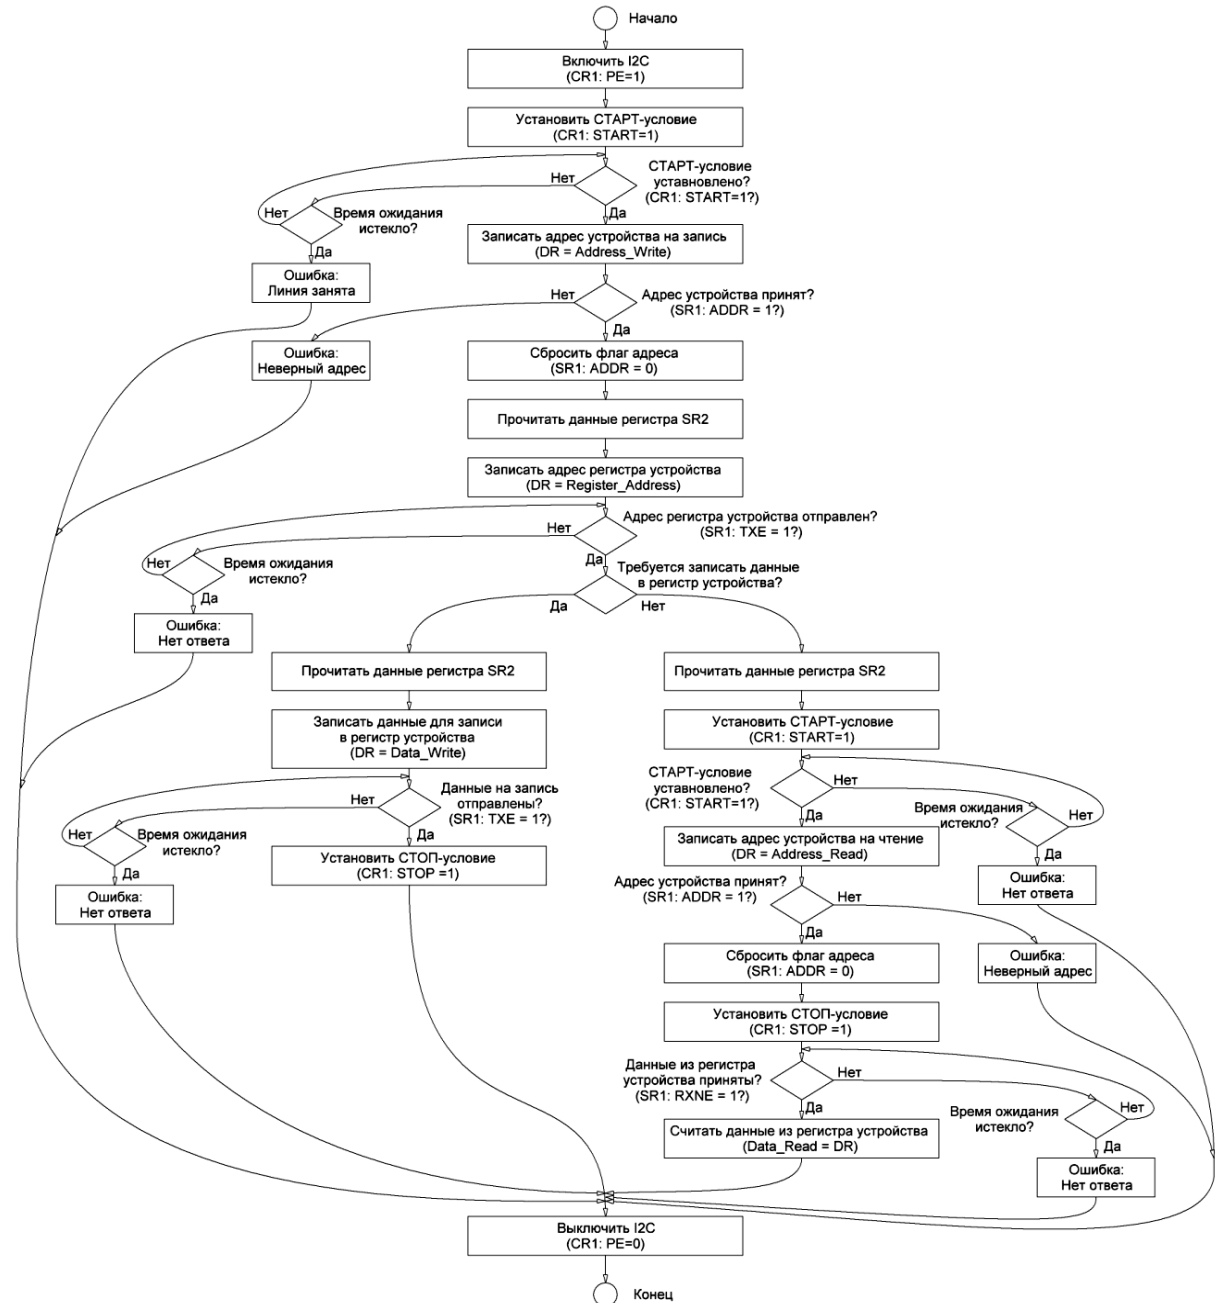 Начало
Включить I2C
(CR1: PE=1)
Установить СТАРТ-условие
(CR1: START=1)
СТАРТ-условие
уставновлено?
(CR1: START=1?)
Нет
Да
Нет
Время ожидания
истекло?
Да
Ошибка:
Линия занята
Записать адрес устройства на запись
(DR = Address_Write)
Нет
Адрес устройства принят?
(SR1: ADDR = 1?)
Да
Ошибка:
Неверный адрес
Сбросить флаг адреса
(SR1: ADDR = 0)
Прочитать данные регистра SR2
Записать адрес регистра устройства
(DR = Register_Address)
Адрес регистра устройства отправлен?
(SR1: TXE = 1?)
Нет
Да
Нет
Время ожидания
истекло?
Да
Ошибка:
Нет ответа
Требуется записать данные
в регистр устройства?
Да
Нет
Прочитать данные регистра SR2
Записать данные для записи
в регистр устройства
(DR = Data_Write)
Данные на запись
отправлены?
(SR1: TXE = 1?)
Нет
Да
Нет
Время ожидания
истекло?
Да
Ошибка:
Нет ответа
Установить СТОП-условие
(CR1: STOP =1)
Прочитать данные регистра SR2
Установить СТАРТ-условие
(CR1: START=1)
СТАРТ-условие
уставновлено?
(CR1: START=1?)
Нет
Да
Время ожидания
истекло?
Нет
Да
Ошибка:
Нет ответа
Записать адрес устройства на чтение
(DR = Address_Read)
Адрес устройства принят?
(SR1: ADDR = 1?)
Нет
Да
Ошибка:
Неверный адрес
Сбросить флаг адреса
(SR1: ADDR = 0)
Установить СТОП-условие
(CR1: STOP =1)
Данные из регистра
устройства приняты?
(SR1: RXNE = 1?)
Нет
Да
Время ожидания
истекло?
Нет
Да
Ошибка:
Нет ответа
Считать данные из регистра устройства
(Data_Read = DR)
Выключить I2C
(CR1: PE=0)
Конец